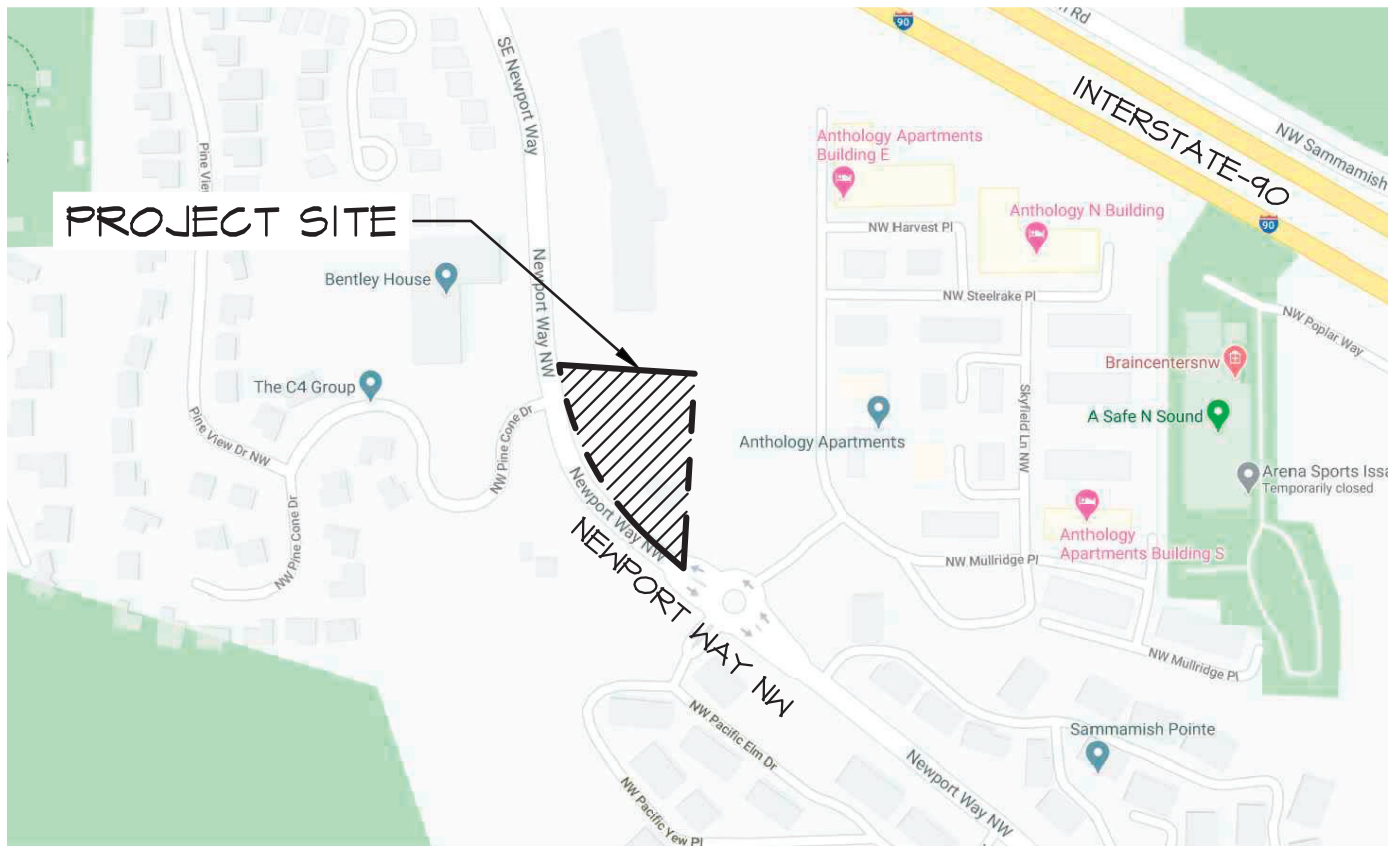 90
Rd
SE Newport Way
INTERSTATE-90
NW Sammamish
Anthology Apartments
Building E
Pine Vie
PROJECT SITE
Anthology N Building
NW Harvest Pl
90
Bentley House
Newport Way NW
NW Steelrake Pl
NW Poplar Way
Braincentersnw
The C4 Group
Skyfield Ln NW
A Safe N Sound
Pine View Dr NW
NW Pine Cone Dr
Anthology Apartments
Arena Sports Issa
Temporarily closed
NW Pine Cone Dr
Newport Way NW
NEWPORT WAY NW
Anthology
Apartments Building S
NW Mullridge Pl
NW Mullridge Pl
NW Pacific Elm Dr
Sammamish Pointe
Newport Way NW
NW Pacific Yew Pl